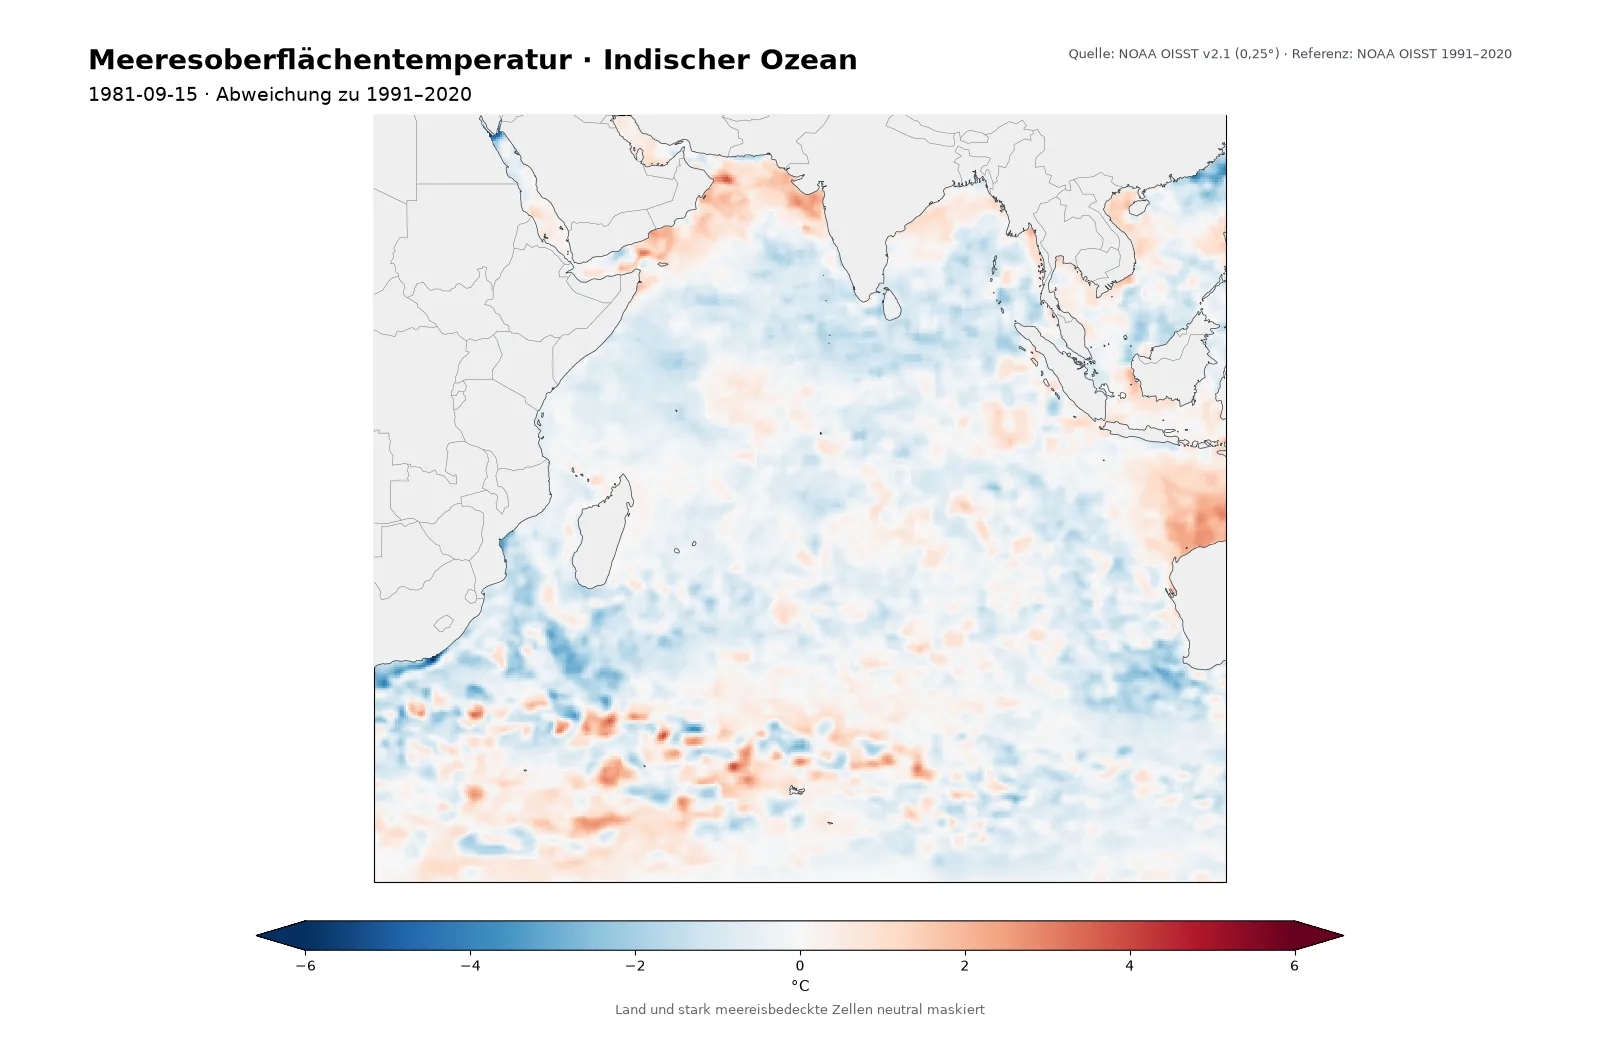 Meeresoberflächentemperatur · Indischer Ozean
Quelle: NOAA OISST v2.1 (0,25°) · Referenz: NOAA OISST 1991–2020
1981-09-15 · Abweichung zu 1991–2020
−6 −4 −2 0 2 4 6
°C
Land und stark meereisbedeckte Zellen neutral maskiert